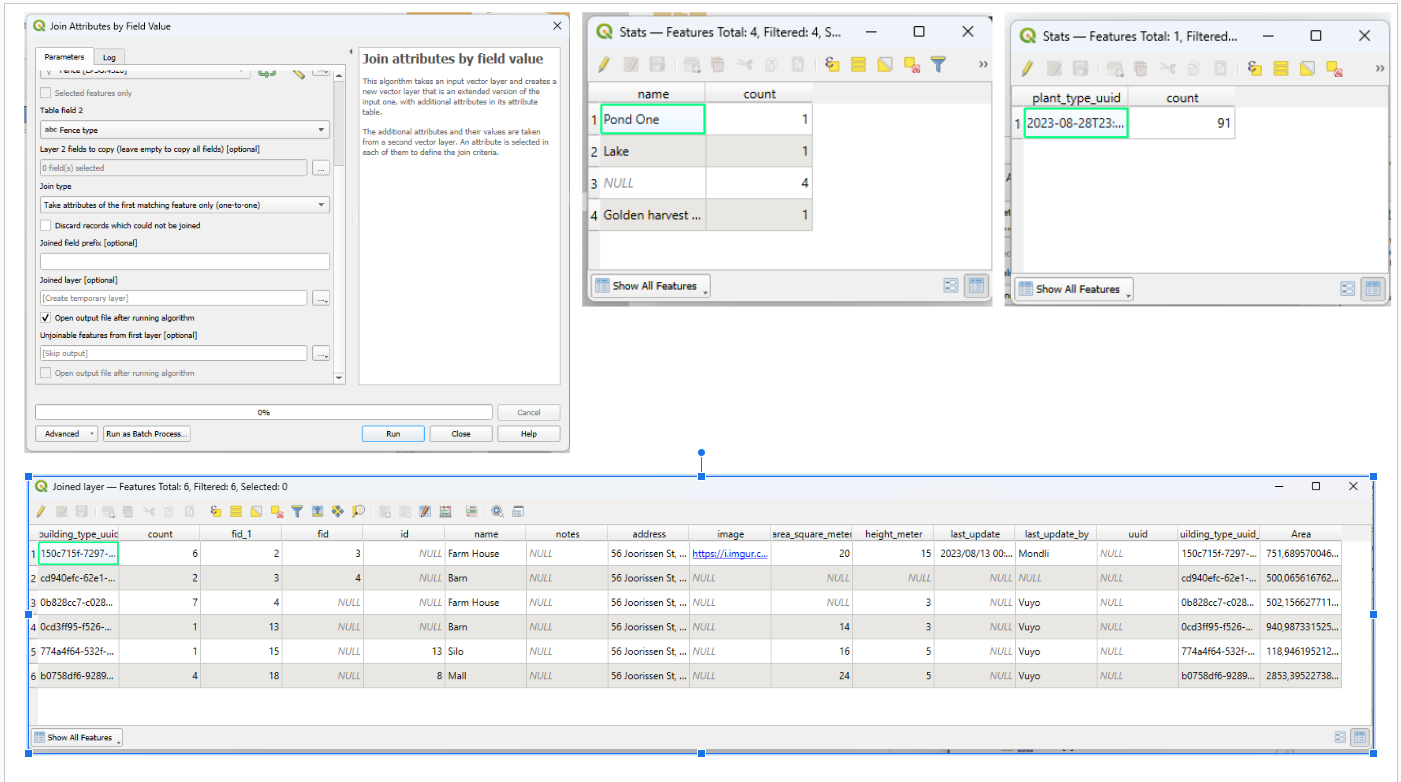 Join Attributes by Field Value
Parameters
Log
Selected features only
Table field 2
abc Fence type
Layer 2 fields to copy (leave empty to copy all fields) [optional]
0 field(s) selected
...
Join type
Take attributes of the first matching feature only (one-to-one)
Discard records which could not be joined
Joined field prefix [optional]
Joined layer [optional]
[Create temporary layer]
...
Open output file after running algorithm
Unjoinable features from first layer [optional]
[Skip output]
...
Open output file after running algorithm
Join attributes by field value
This algorithm takes an input vector layer and creates a
new vector layer that is an extended version of the
input one, with additional attributes in its attribute
table.
The additional attributes and their values are taken
from a second vector layer. An attribute is selected in
each of them to define the join criteria.
0%
Cancel
Advanced
Run as Batch Process...
Run
Close
Help
Stats — Features Total: 4, Filtered: 4, S...
name count
1 Pond One 1
2 Lake 1
3 NULL 4
4 Golden harvest ... 1
Show All Features
Stats — Features Total: 1, Filtered...
plant_type_uuid count
1 2023-08-28T23:... 91
Show All Features
Joined layer — Features Total: 6, Filtered: 6, Selected: 0
building_type_uuid count fid_1 fid id name notes address image area_square_meter height_meter last_update last_update_by uuid uilding_type_uuid_ Area
1 150c715f-7297-... 6 2 3 NULL Farm House NULL 56 Joorissen St, ... https://i.imgur.c... 20 15 2023/08/13 00:... Mondli NULL 150c715f-7297-... 751,689570046...
2 cd940efc-62e1-... 2 3 4 NULL Barn NULL 56 Joorissen St, ... NULL NULL NULL NULL NULL NULL cd940efc-62e1-... 500,065616762...
3 0b828cc7-c028... 7 4 NULL NULL Farm House NULL 56 Joorissen St, ... NULL NULL 3 NULL Vuyo NULL 0b828cc7-c028... 502,156627711...
4 0cd3ff95-f526-... 1 13 NULL NULL Barn NULL 56 Joorissen St, ... NULL 14 3 NULL Vuyo NULL 0cd3ff95-f526-... 940,987331525...
5 774a4f64-532f-... 1 15 NULL 13 Silo NULL 56 Joorissen St, ... NULL 16 5 NULL Vuyo NULL 774a4f64-532f-... 118,946195212...
6 b0758df6-9289... 4 18 NULL 8 Mall NULL 56 Joorissen St, ... NULL 24 5 NULL Vuyo NULL b0758df6-9289... 2853,39522738...
Show All Features